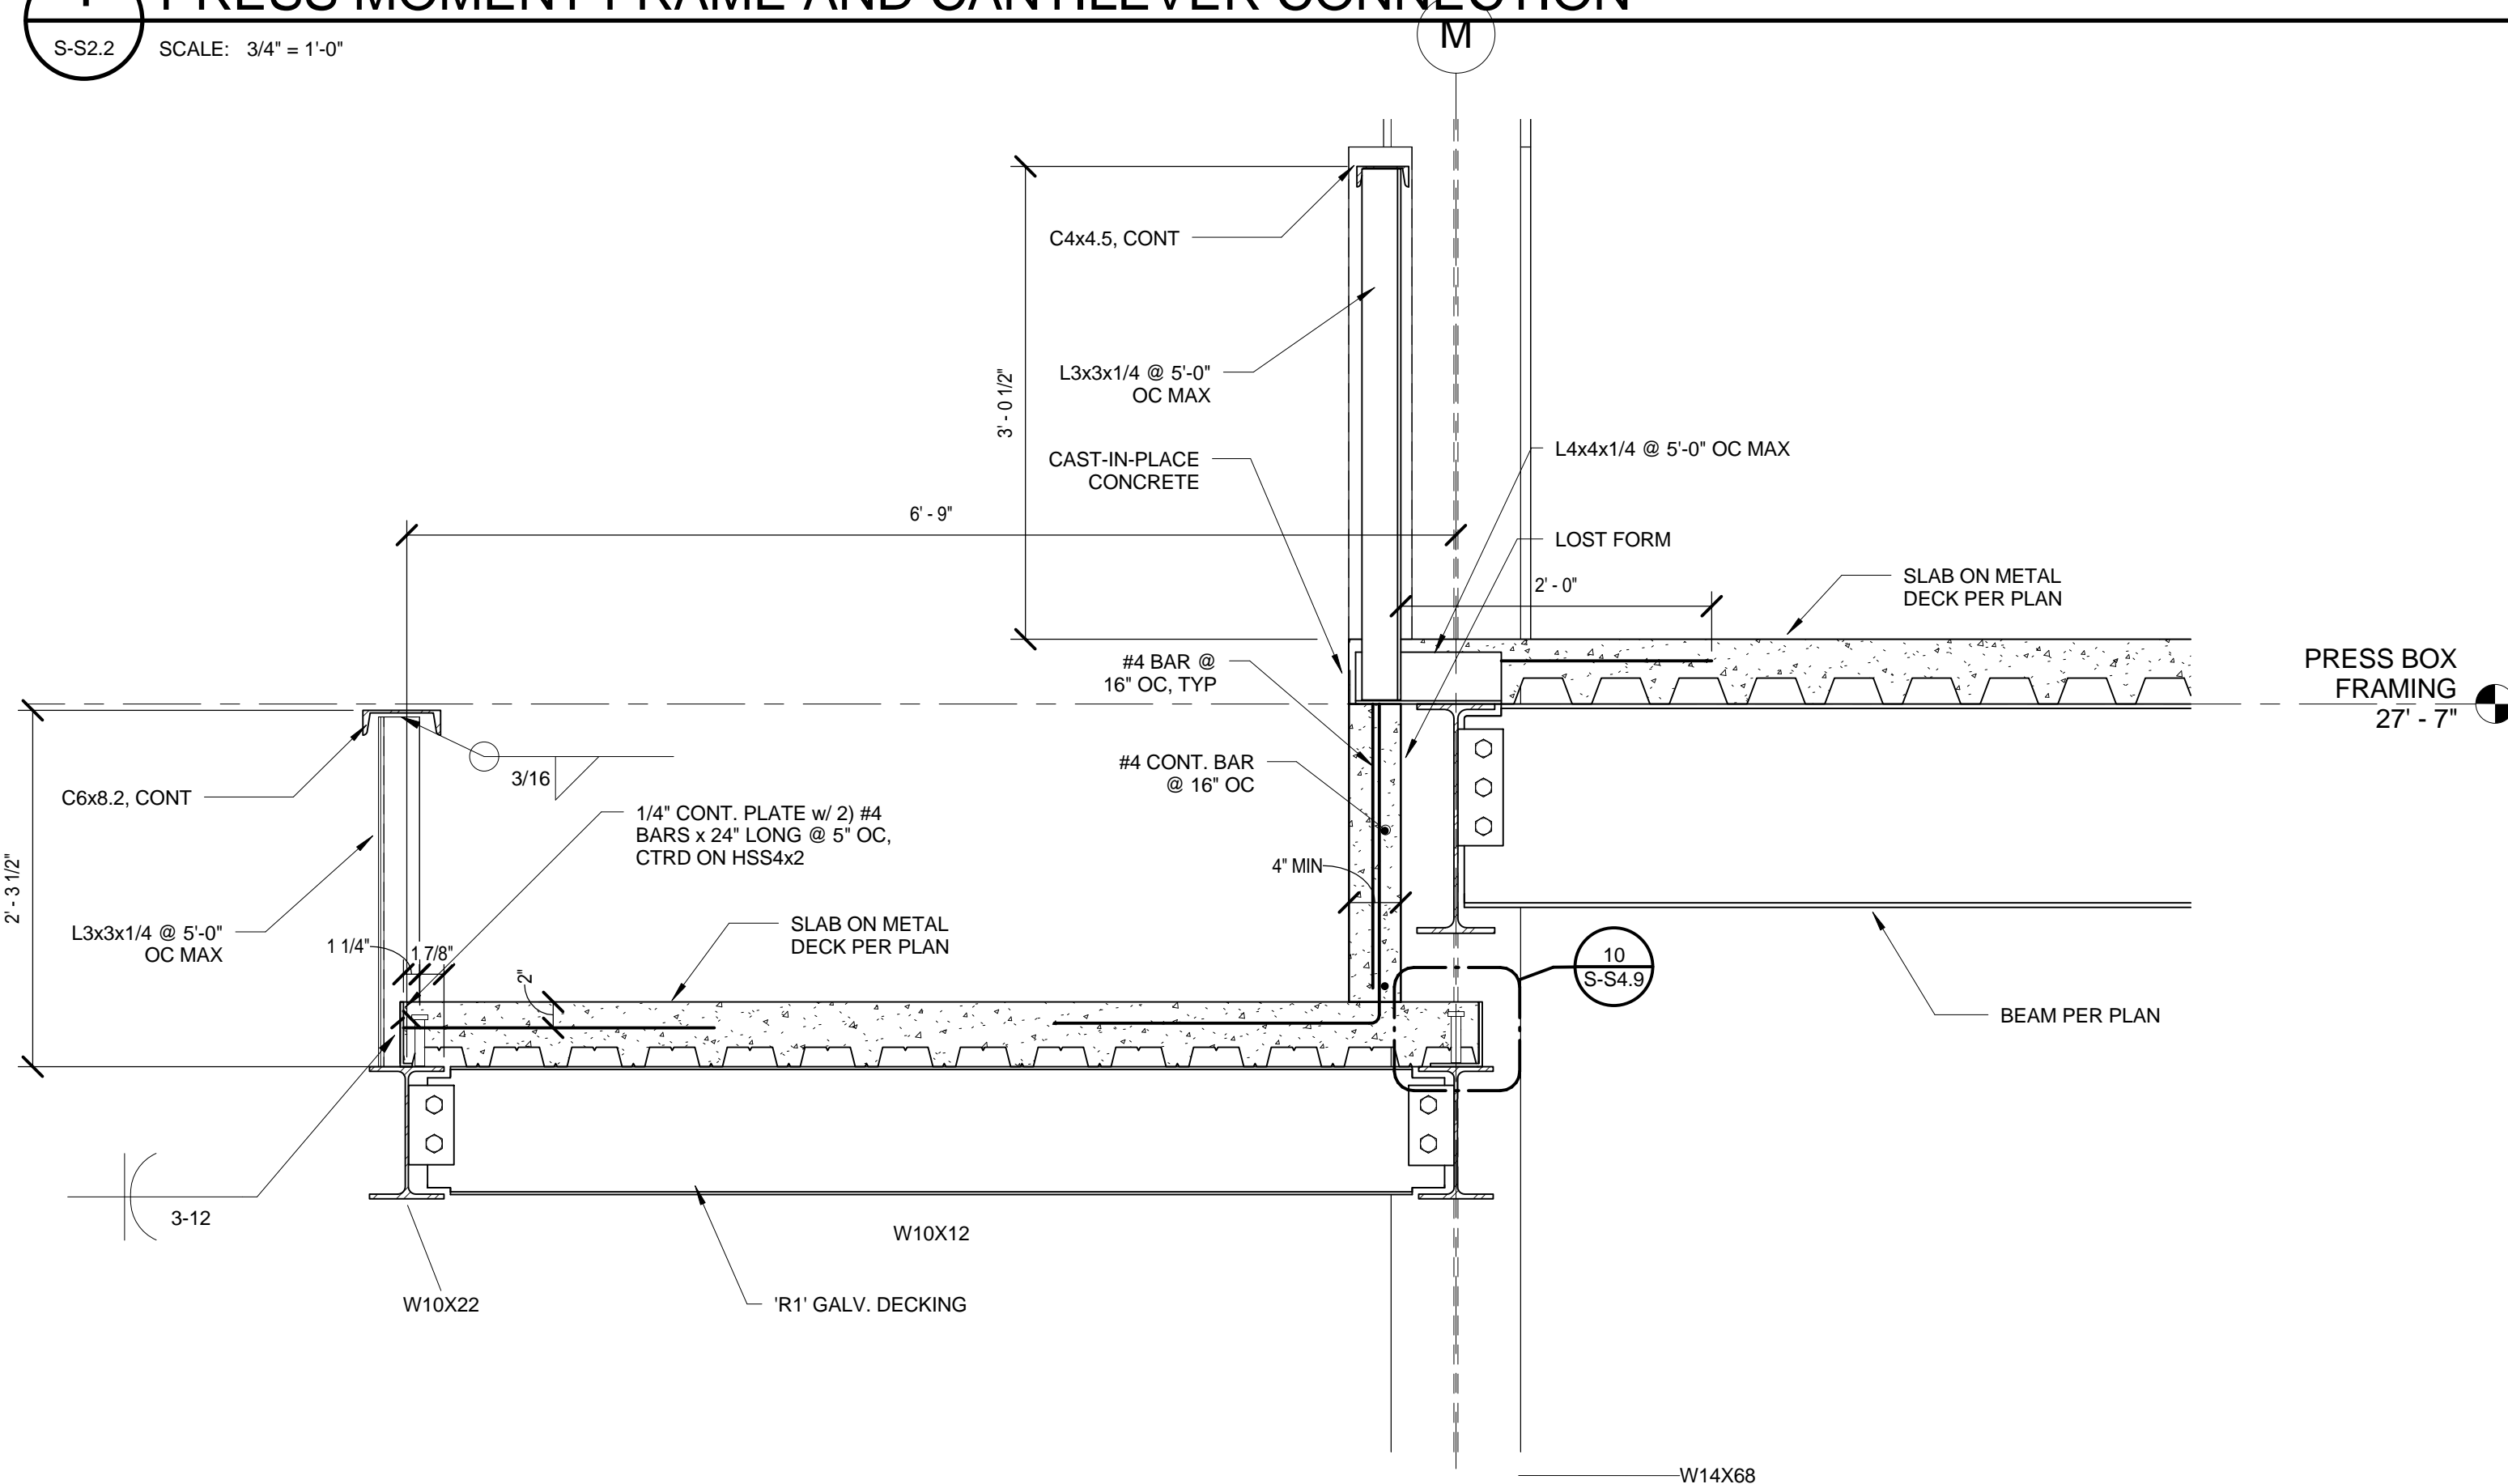 PRESS MOMENT FRAME AND CANTILEVER CONNECTION
S-S2.2
SCALE: 3/4" = 1'-0"
M
C4x4.5, CONT
L3x3x1/4 @ 5'-0"
OC MAX
3' - 0 1/2"
CAST-IN-PLACE
CONCRETE
L4x4x1/4 @ 5'-0" OC MAX
6' - 9"
LOST FORM
2' - 0"
SLAB ON METAL
DECK PER PLAN
#4 BAR @
16" OC, TYP
PRESS BOX
FRAMING
27' - 7"
#4 CONT. BAR
@ 16" OC
3/16
C6x8.2, CONT
1/4" CONT. PLATE w/ 2) #4
BARS x 24" LONG @ 5" OC,
CTRD ON HSS4x2
4" MIN
2' - 3 1/2"
L3x3x1/4 @ 5'-0"
OC MAX
1 1/4"
1 7/8"
2"
SLAB ON METAL
DECK PER PLAN
10
S-S4.9
BEAM PER PLAN
3-12
W10X12
W10X22
'R1' GALV. DECKING
W14X68